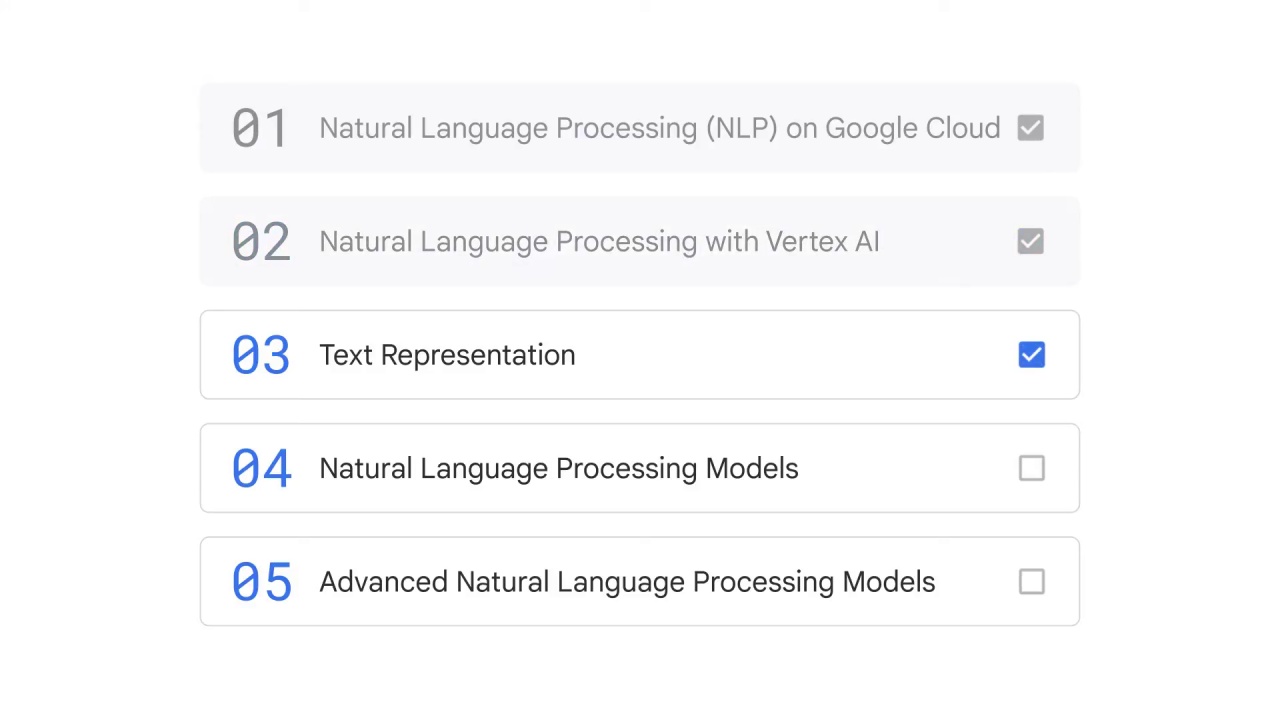 01 Natural Language Processing (NLP) on Google Cloud
02 Natural Language Processing with Vertex AI
03 Text Representation
04 Natural Language Processing Models
05 Advanced Natural Language Processing Models